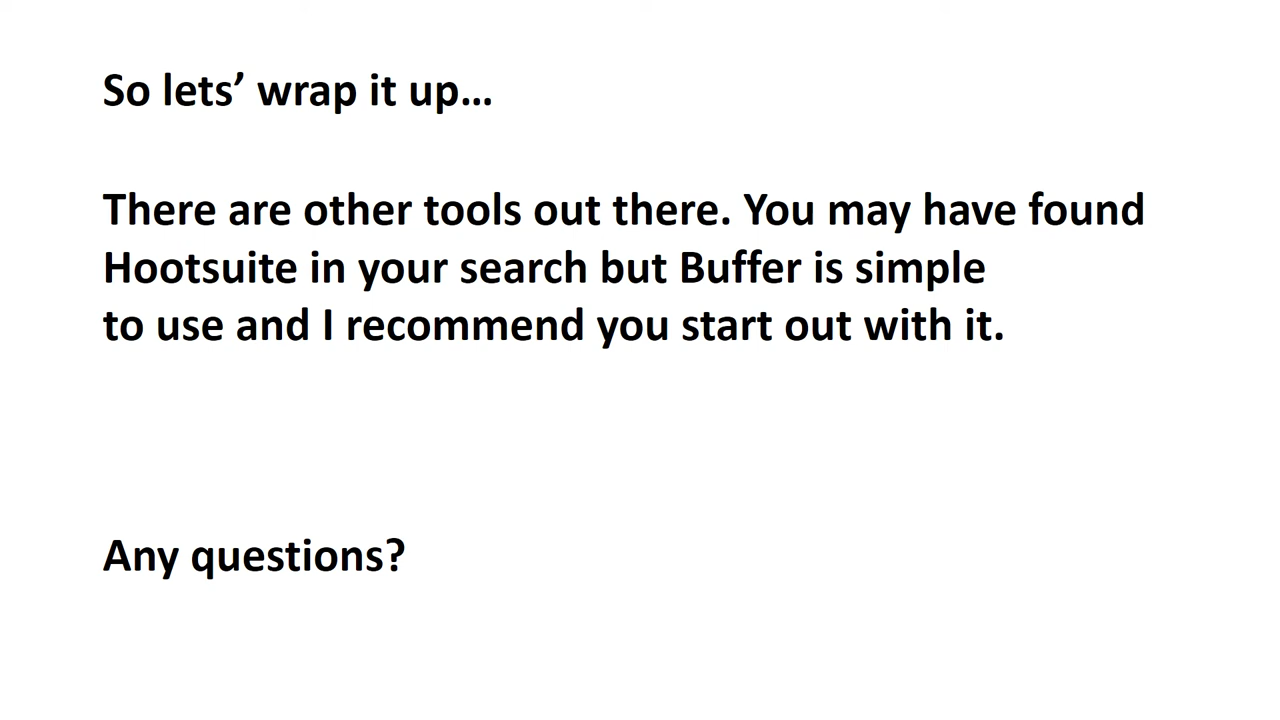 So lets’ wrap it up…
There are other tools out there. You may have found
Hootsuite in your search but Buffer is simple
to use and I recommend you start out with it.
Any questions?